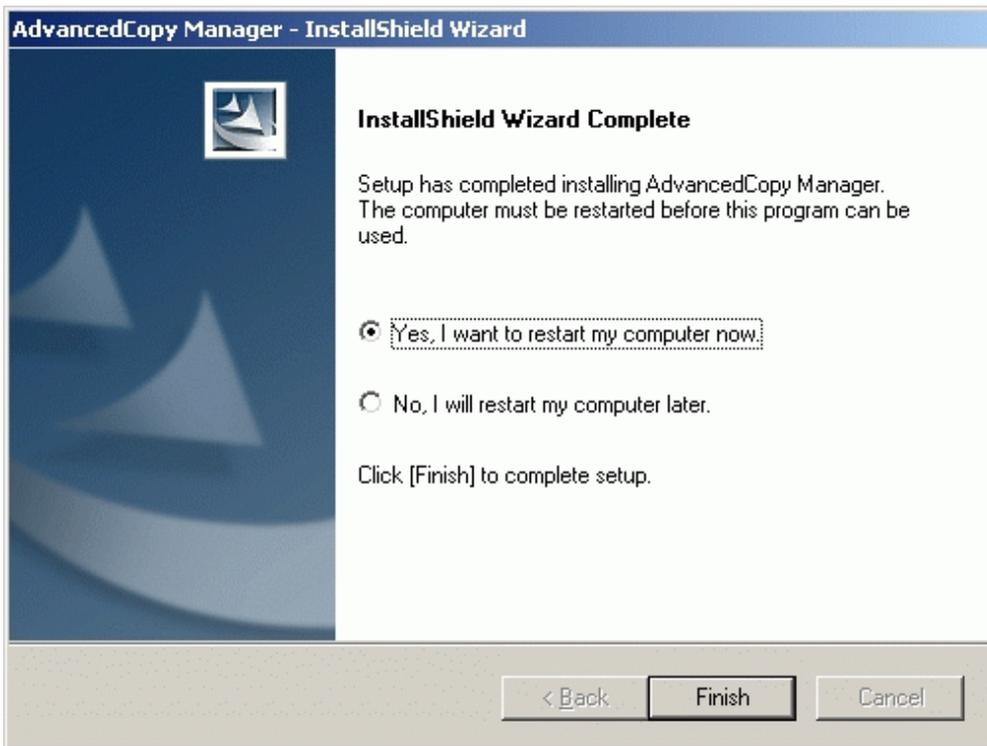 AdvancedCopy Manager - InstallShield Wizard
InstallShield Wizard Complete
Setup has completed installing AdvancedCopy Manager.
The computer must be restarted before this program can be
used.
Yes, I want to restart my computer now.
No, I will restart my computer later.
Click [Finish] to complete setup.
< Back
Finish
Cancel